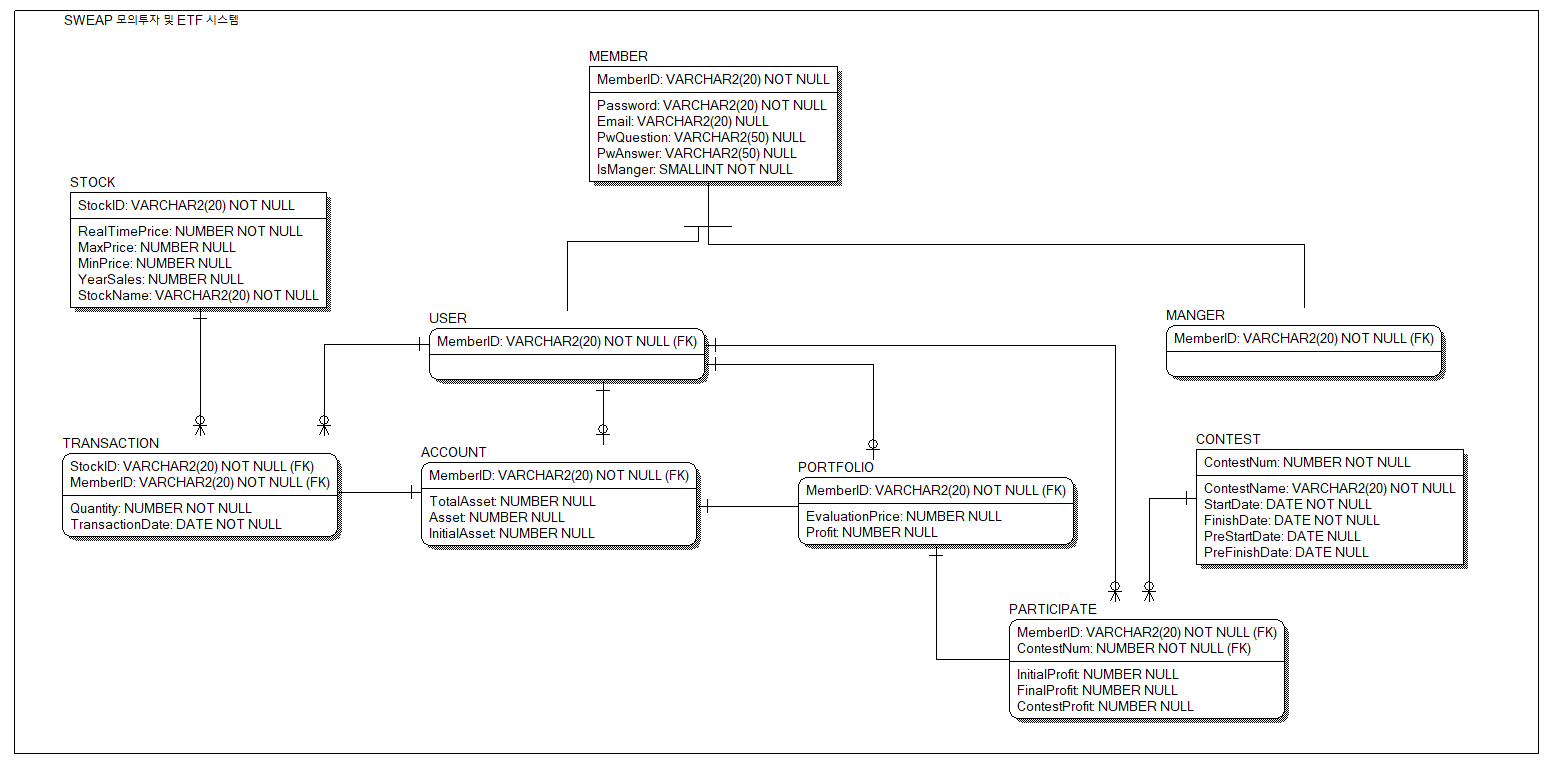 SWEAP 모의투자 및 ETF 시스템
MEMBER
MemberID: VARCHAR2(20) NOT NULL
Password: VARCHAR2(20) NOT NULL
Email: VARCHAR2(20) NULL
PwQuestion: VARCHAR2(50) NULL
PwAnswer: VARCHAR2(50) NULL
IsManger: SMALLINT NOT NULL
STOCK
StockID: VARCHAR2(20) NOT NULL
RealTimePrice: NUMBER NOT NULL
MaxPrice: NUMBER NULL
MinPrice: NUMBER NULL
YearSales: NUMBER NULL
StockName: VARCHAR2(20) NOT NULL
USER
MemberID: VARCHAR2(20) NOT NULL (FK)
MANGER
MemberID: VARCHAR2(20) NOT NULL (FK)
TRANSACTION
StockID: VARCHAR2(20) NOT NULL (FK)
MemberID: VARCHAR2(20) NOT NULL (FK)
Quantity: NUMBER NOT NULL
TransactionDate: DATE NOT NULL
ACCOUNT
MemberID: VARCHAR2(20) NOT NULL (FK)
TotalAsset: NUMBER NULL
Asset: NUMBER NULL
InitialAsset: NUMBER NULL
PORTFOLIO
MemberID: VARCHAR2(20) NOT NULL (FK)
EvaluationPrice: NUMBER NULL
Profit: NUMBER NULL
CONTEST
ContestNum: NUMBER NOT NULL
ContestName: VARCHAR2(20) NOT NULL
StartDate: DATE NOT NULL
FinishDate: DATE NOT NULL
PreStartDate: DATE NULL
PreFinishDate: DATE NULL
PARTICIPATE
MemberID: VARCHAR2(20) NOT NULL (FK)
ContestNum: NUMBER NOT NULL (FK)
InitialProfit: NUMBER NULL
FinalProfit: NUMBER NULL
ContestProfit: NUMBER NULL